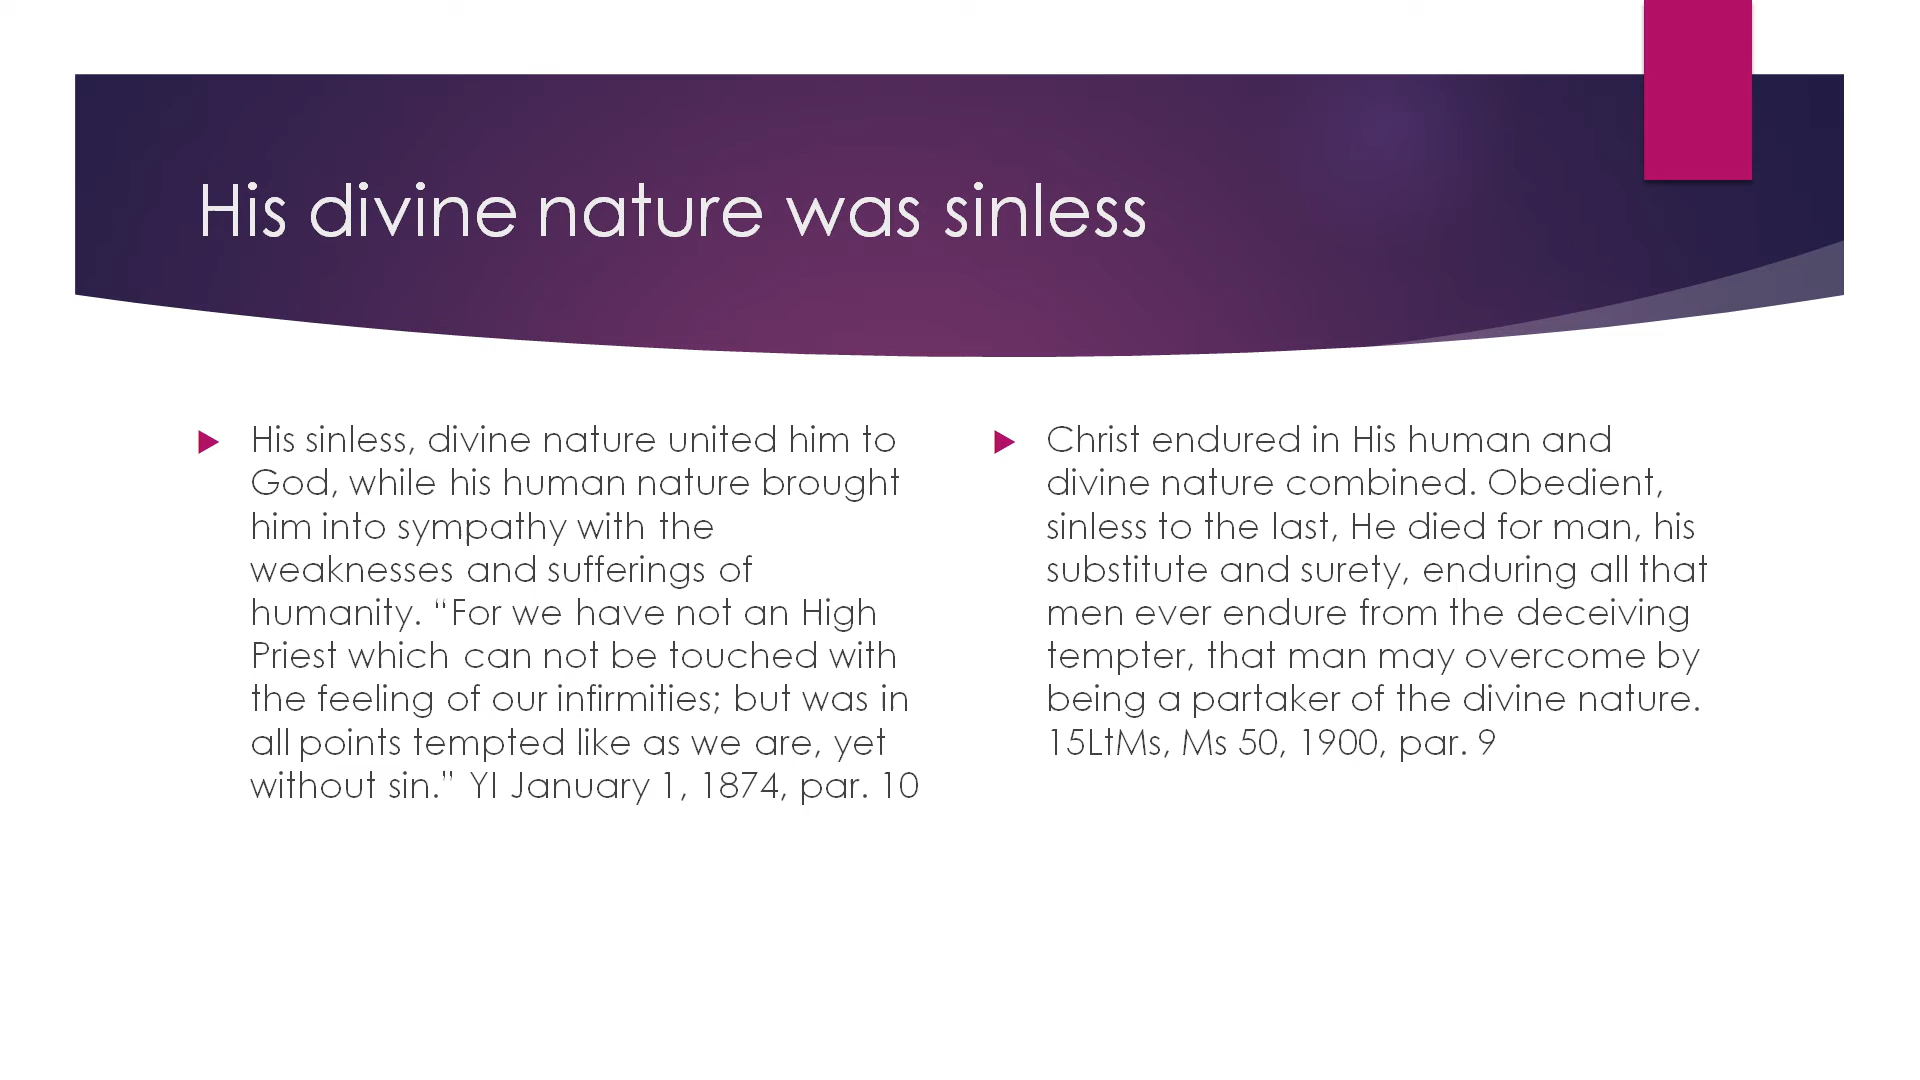 His divine nature was sinless
His sinless, divine nature united him to
God, while his human nature brought
him into sympathy with the
weaknesses and sufferings of
humanity. “For we have not an High
Priest which can not be touched with
the feeling of our infirmities; but was in
all points tempted like as we are, yet
without sin.” YI January 1, 1874, par. 10
Christ endured in His human and
divine nature combined. Obedient,
sinless to the last, He died for man, his
substitute and surety, enduring all that
men ever endure from the deceiving
tempter, that man may overcome by
being a partaker of the divine nature.
15LtMs, Ms 50, 1900, par. 9